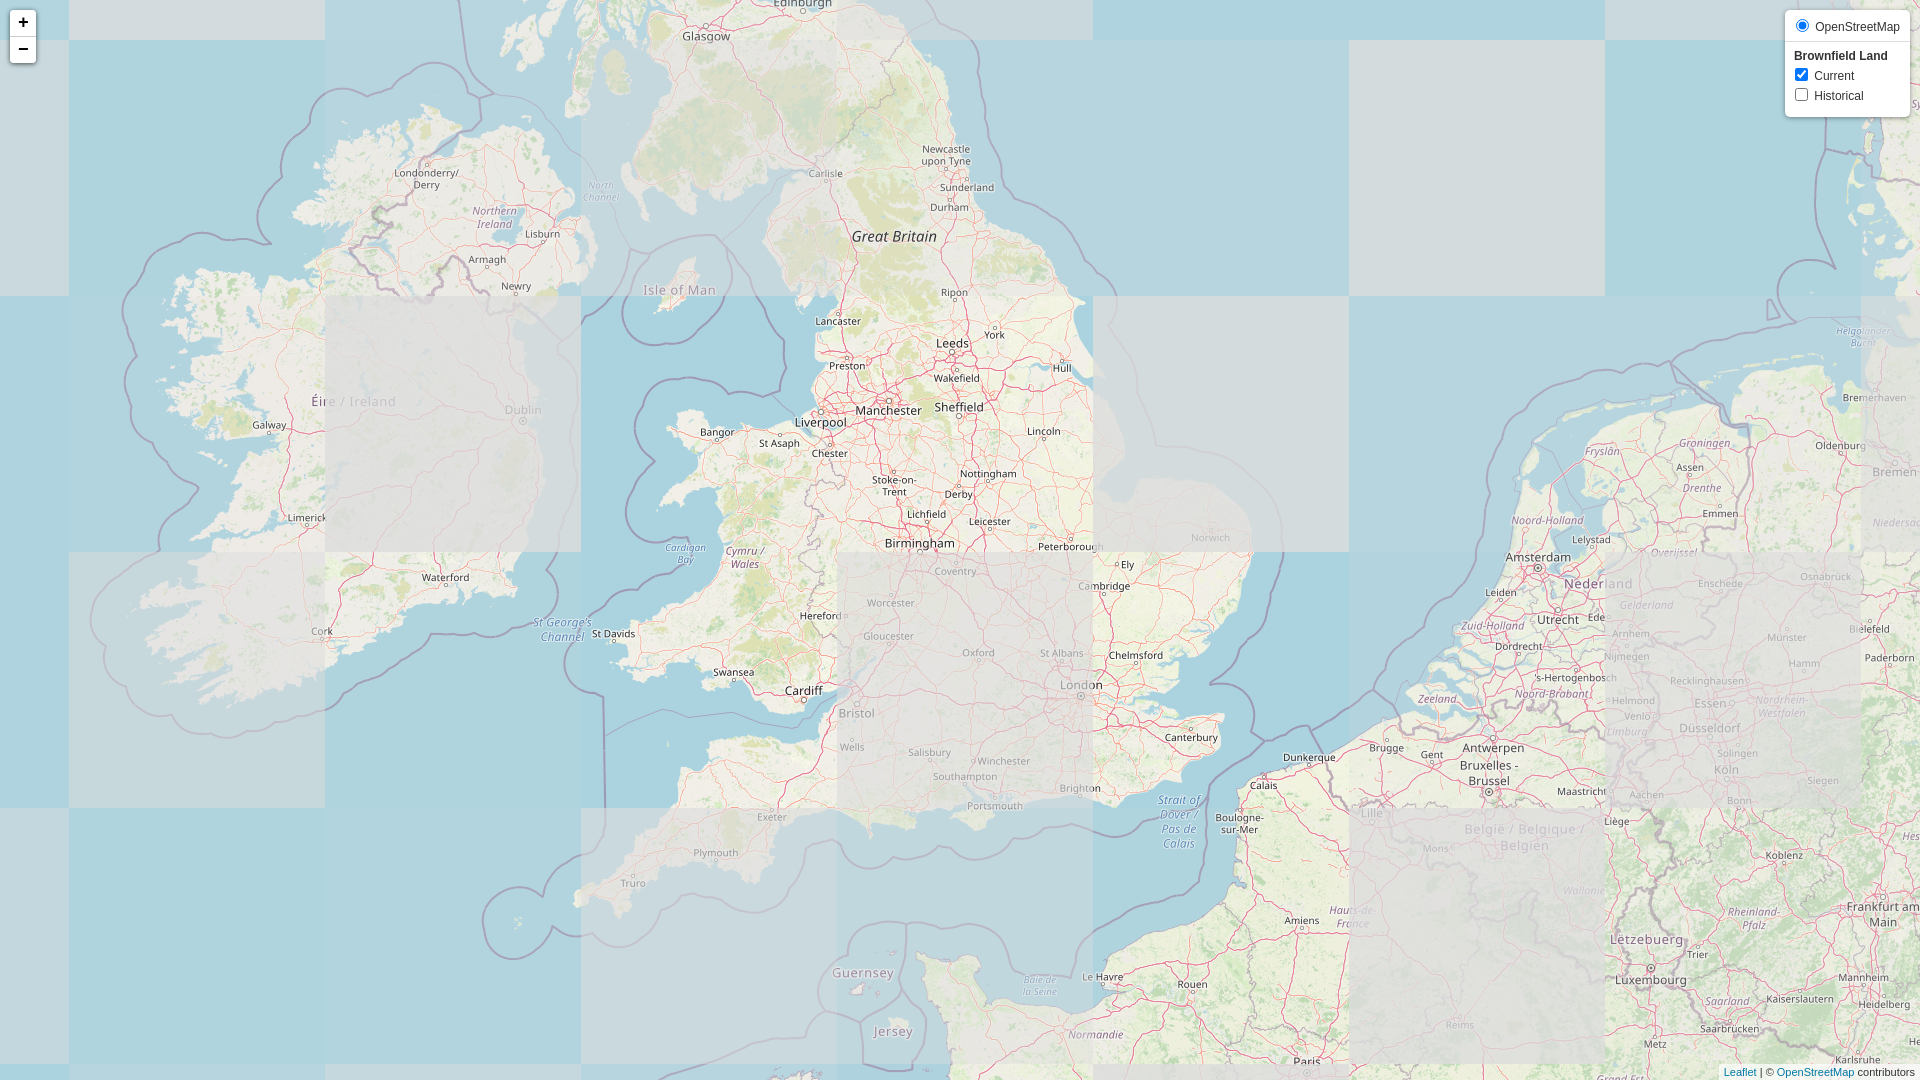 +
−
OpenStreetMap
Brownfield Land
Current
Historical
Edinburgh
Glasgow
Londonderry/
Derry
Northern
Ireland
Lisburn
Armagh
Newry
North
Channel
Isle of Man
Carlisle
Newcastle
upon Tyne
Sunderland
Durham
Great Britain
Ripon
Lancaster
York
Leeds
Preston
Hull
Wakefield
Manchester
Sheffield
Liverpool
Lincoln
Bangor
St Asaph
Chester
Stoke-on-
Trent
Nottingham
Derby
Lichfield
Leicester
Birmingham
Peterborough
Norwich
Éire / Ireland
Dublin
Galway
Limerick
Waterford
Cork
St George's
Channel
Cardigan
Bay
Cymru /
Wales
St Davids
Swansea
Cardiff
Hereford
Coventry
Worcester
Gloucester
Oxford
St Albans
Ely
Cambridge
Chelmsford
London
Bristol
Wells
Salisbury
Winchester
Southampton
Portsmouth
Brighton
Canterbury
Exeter
Plymouth
Truro
Strait of
Dover /
Pas de
Calais
Dunkerque
Calais
Boulogne-
sur-Mer
Guernsey
Jersey
Baie de
la Seine
Le Havre
Rouen
Amiens
Normandie
Paris
Hauts-de-
France
Reims
Lille
Mons
België / Belgique /
Belgien
Wallonie
Brugge
Gent
Antwerpen
Bruxelles -
Brussel
Maastricht
Liège
Zeeland
Noord-Brabant
's-Hertogenbosch
Dordrecht
Zuid-Holland
Utrecht
Ede
Leiden
Nederland
Amsterdam
Lelystad
Noord-Holland
Overijssel
Emmen
Drenthe
Assen
Groningen
Fryslân
Oldenburg
Bremen
Bremerhaven
Helgoländer
Bucht
Enschede
Osnabrück
Gelderland
Arnhem
Nijmegen
Münster
Bielefeld
Hamm
Paderborn
Recklinghausen
Helmond
Venlo
Limburg
Essen
Nordrhein-
Westfalen
Düsseldorf
Solingen
Köln
Aachen
Bonn
Siegen
Koblenz
Frankfurt am
Main
Rheinland-
Pfalz
Lëtzebuerg
Luxembourg
Trier
Mannheim
Kaiserslautern
Heidelberg
Saarland
Saarbrücken
Metz
Karlsruhe
Grand Est
Leaflet | © OpenStreetMap contributors